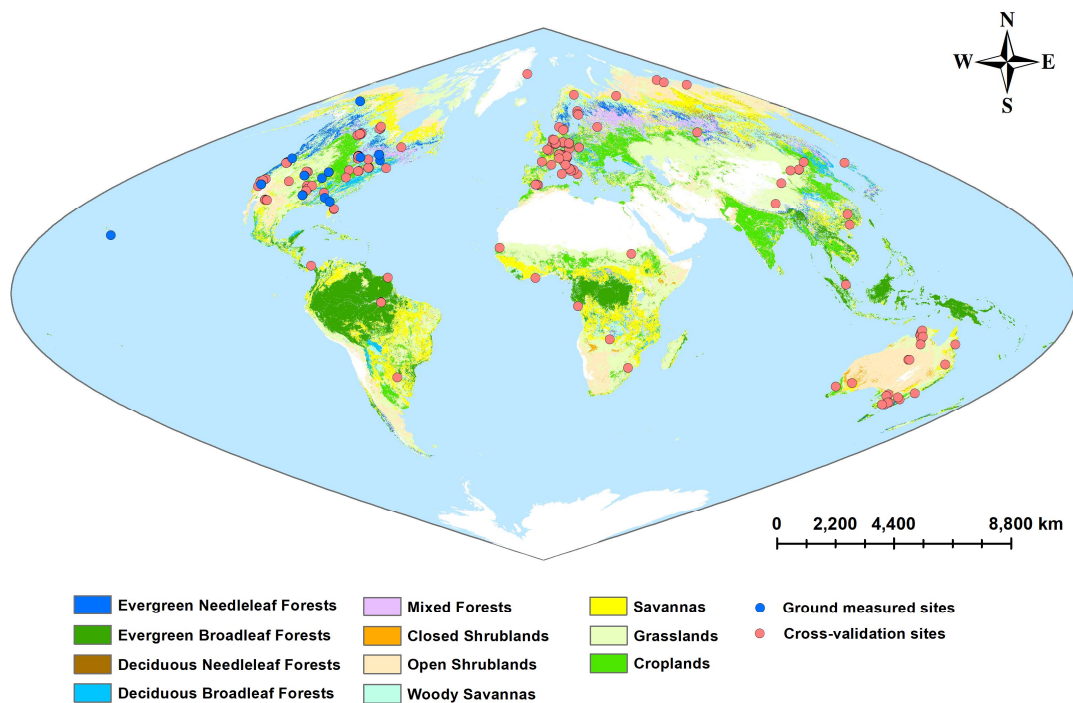 N
W E
S
0 2,200 4,400 8,800 km
Evergreen Needleleaf Forests
Evergreen Broadleaf Forests
Deciduous Needleleaf Forests
Deciduous Broadleaf Forests
Mixed Forests
Closed Shrublands
Open Shrublands
Woody Savannas
Savannas
Grasslands
Croplands
Ground measured sites
Cross-validation sites